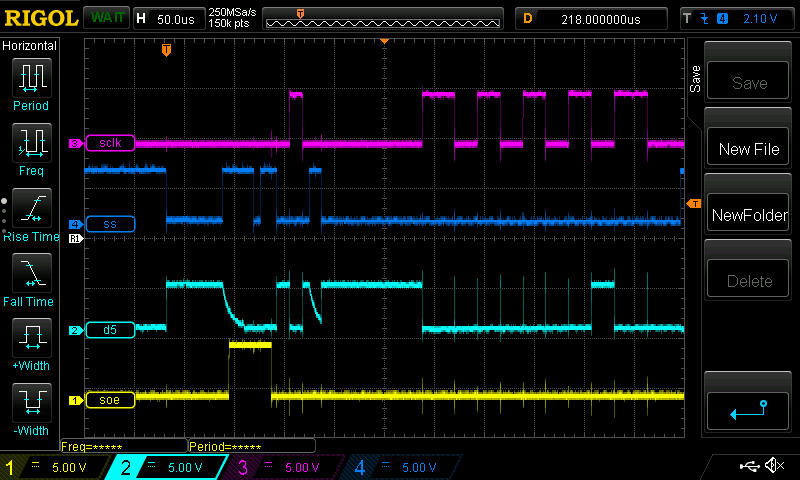 RIGOL WAIT H 50.0us 250MSa/s 150k pts T D 218.000000us T 4 2.10 V
Horizontal
Period
Freq
Rise Time
Fall Time
+Width
-Width
T
3 sclk
4 ss
R1
2 d5
1 soe
T
Save
Save
New File
NewFolder
Delete
Freq=***** Period=*****
1 5.00 V 2 5.00 V 3 5.00 V 4 5.00 V